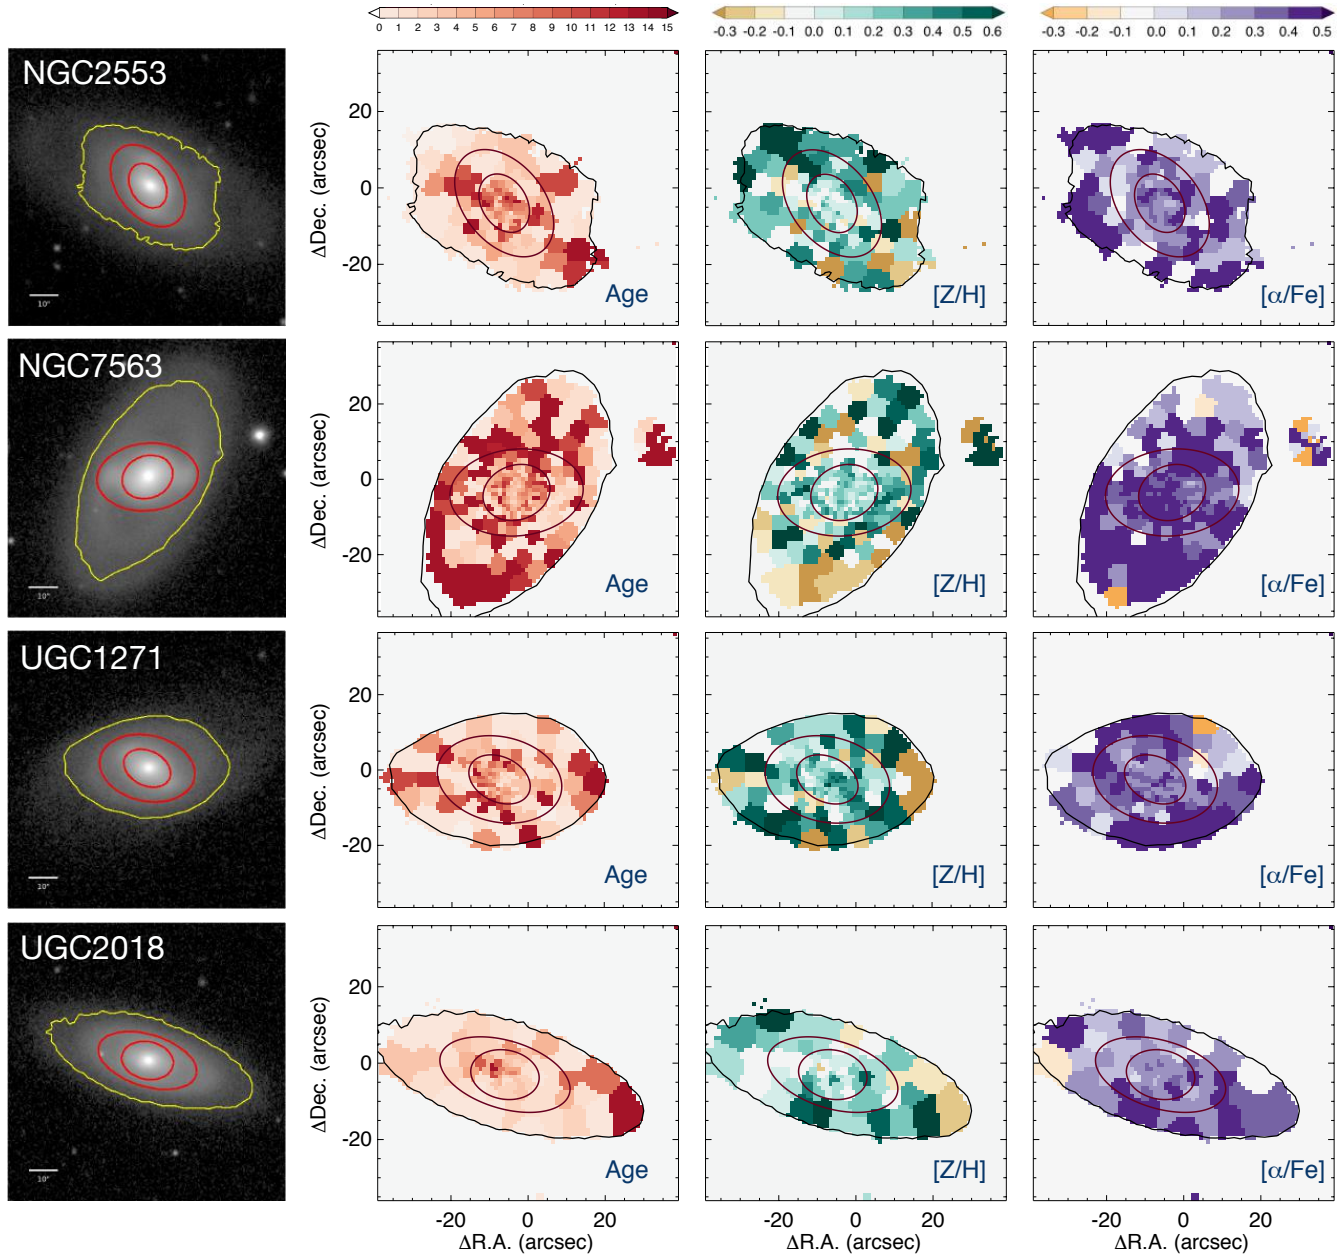 0 1 2 3 4 5 6 7 8 9 10 11 12 13 14 15
-0.3 -0.2 -0.1 0.0 0.1 0.2 0.3 0.4 0.5 0.6
-0.3 -0.2 -0.1 0.0 0.1 0.2 0.3 0.4 0.5
NGC2553
10"
ΔDec. (arcsec)
20
0
-20
Age
[Z/H]
[α/Fe]
NGC7563
10"
ΔDec. (arcsec)
20
0
-20
Age
[Z/H]
[α/Fe]
UGC1271
10"
ΔDec. (arcsec)
20
0
-20
Age
[Z/H]
[α/Fe]
UGC2018
10"
ΔDec. (arcsec)
20
0
-20
Age
[Z/H]
[α/Fe]
-20 0 20
-20 0 20
-20 0 20
ΔR.A. (arcsec)
ΔR.A. (arcsec)
ΔR.A. (arcsec)